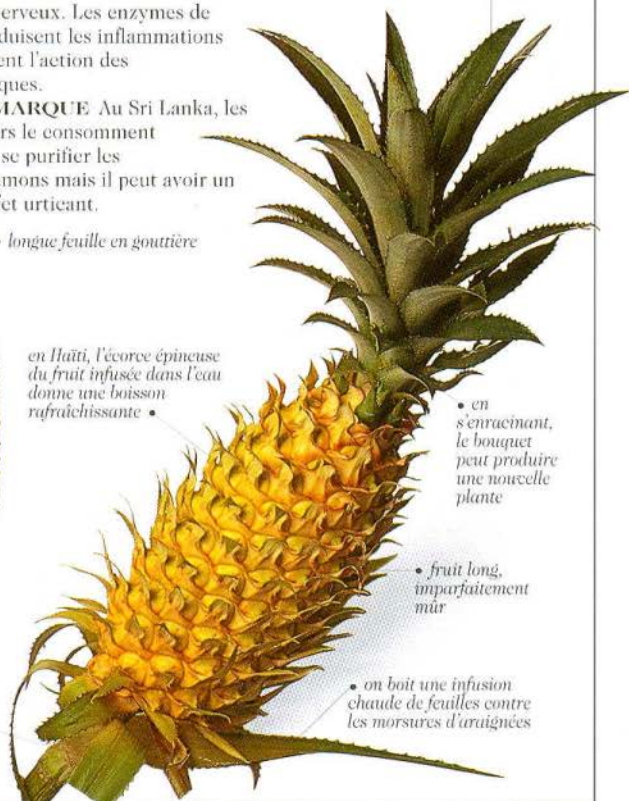 erveux. Les enzymes de
duisent les inflammations
ent l'action des
ques.
MARQUE Au Sri Lanka, les
rs le consomment
se purifier les
mons mais il peut avoir un
et urticant.
longue feuille en gouttière
en Haïti, l'écorce épineuse
du fruit infusée dans l'eau
donne une boisson
rafraîchissante •
• en
s'enracinant,
le bouquet
peut produire
une nouvelle
plante
• fruit long,
imparfaitement
mûr
• on boit une infusion
chaude de feuilles contre
les morsures d'araignées